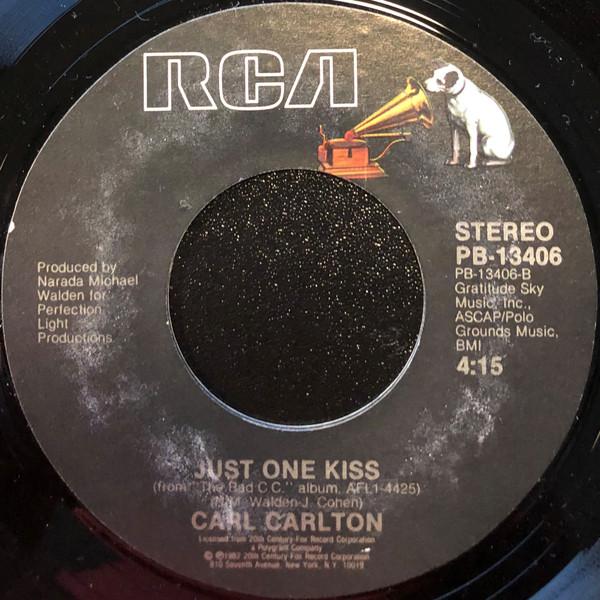 RCA
STEREO
PB-13406
PB-13406-B
Gratitude Sky
Music, Inc.,
ASCAP/Polo
Grounds Music,
BMI
4:15
Produced by
Narada Michael
Walden for
Perfection
Light
Productions
JUST ONE KISS
(from "The Bad C.C." album, AFL1-4425)
(N.M. Walden-J. Cohen)
CARL CARLTON
Licensed from 20th Century-Fox Record Corporation
a Polygram Company
© ℗1982 20th Century-Fox Record Corporation
810 Seventh Avenue, New York, N.Y. 10019